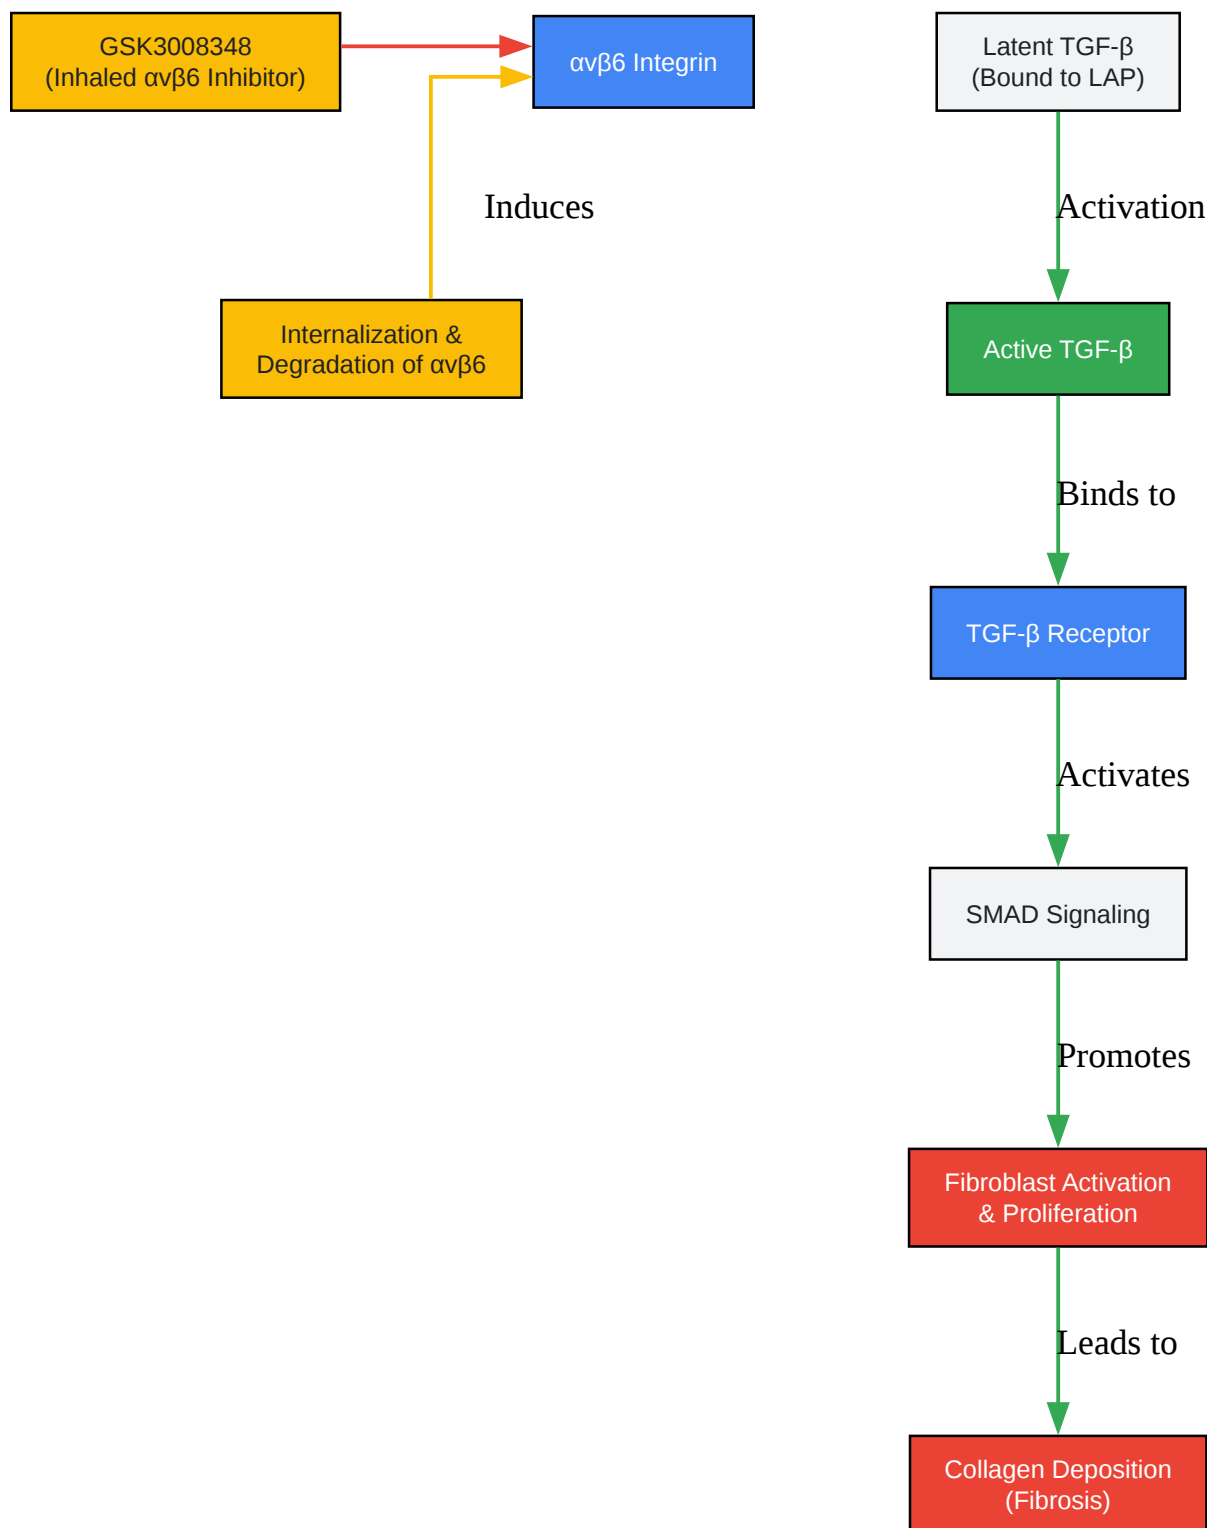 GSK3008348
(Inhaled αvβ6 Inhibitor)
αvβ6 Integrin
Latent TGF-β
(Bound to LAP)
Induces
Activation
Internalization &
Degradation of αvβ6
Active TGF-β
Binds to
TGF-β Receptor
Activates
SMAD Signaling
Promotes
Fibroblast Activation
& Proliferation
Leads to
Collagen Deposition
(Fibrosis)